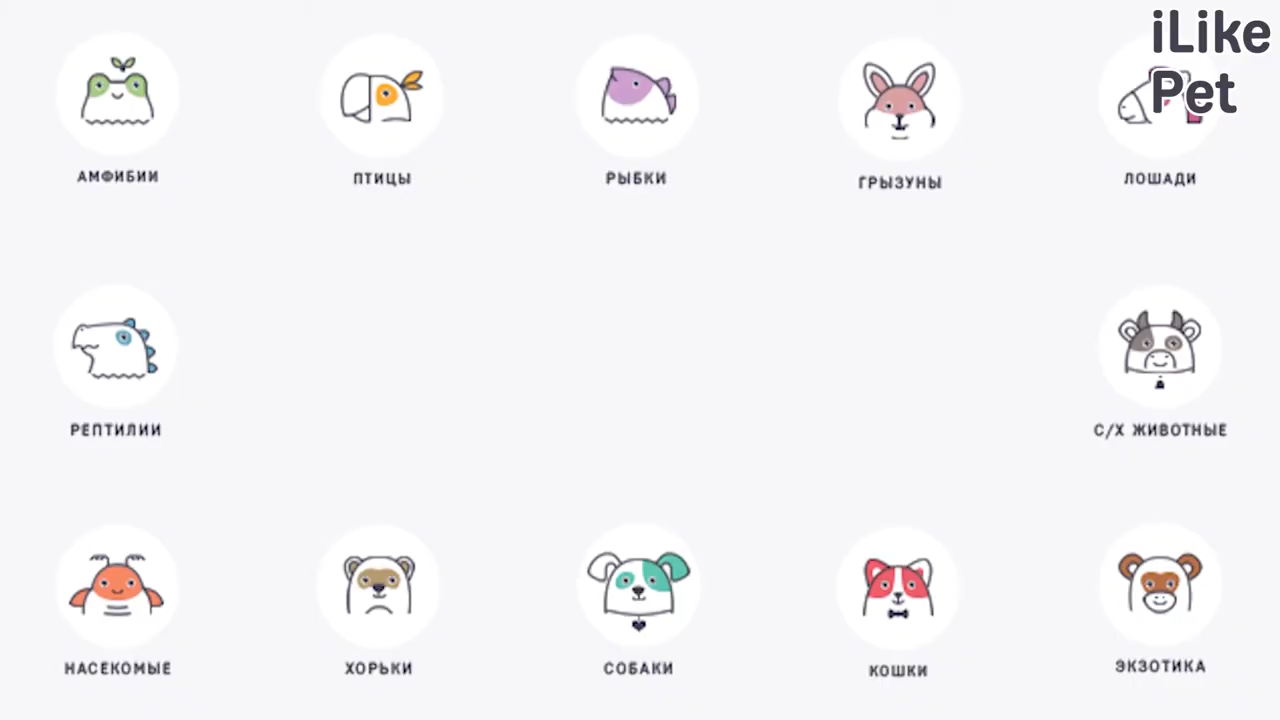 iLike
Pet
АМФИБИИ
ПТИЦЫ
РЫБКИ
ГРЫЗУНЫ
ЛОШАДИ
РЕПТИЛИИ
С/Х ЖИВОТНЫЕ
НАСЕКОМЫЕ
ХОРЬКИ
СОБАКИ
КОШКИ
ЭКЗОТИКА